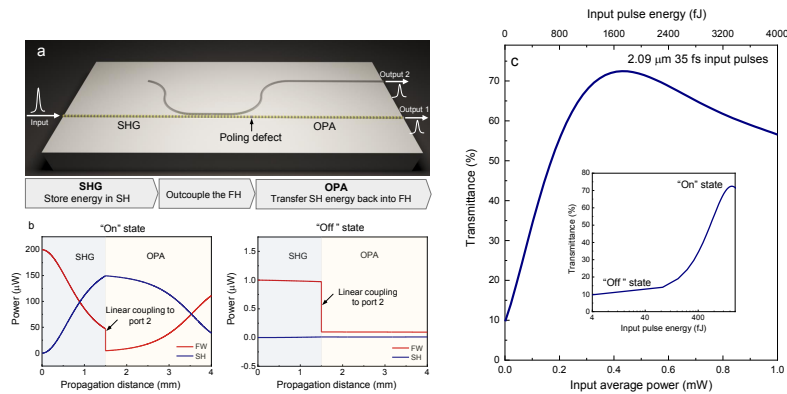 a
Input
SHG
Poling defect
OPA
Output 2
Output 1
SHG
Store energy in SH
Outcouple the FH
OPA
Transfer SH energy back into FH
b
"On" state
SHG
OPA
Linear coupling to
port 2
FW
SH
200
150
100
50
0
Power (μW)
0 1 2 3 4
Propagation distance (mm)
"Off" state
SHG
OPA
Linear coupling
to port 2
FW
SH
1.5
1.0
0.5
0.0
-0.5
Power (μW)
0 1 2 3 4
Propagation distance (mm)
Input pulse energy (fJ)
0 800 1600 2400 3200 4000
c
2.09 μm 35 fs input pulses
70
60
50
40
30
20
10
0
Transmittance (%)
0.0 0.2 0.4 0.6 0.8 1.0
Input average power (mW)
80
70
60
50
40
30
20
10
0
Transmittance (%)
"On" state
"Off" state
4 40 400
Input pulse energy (fJ)